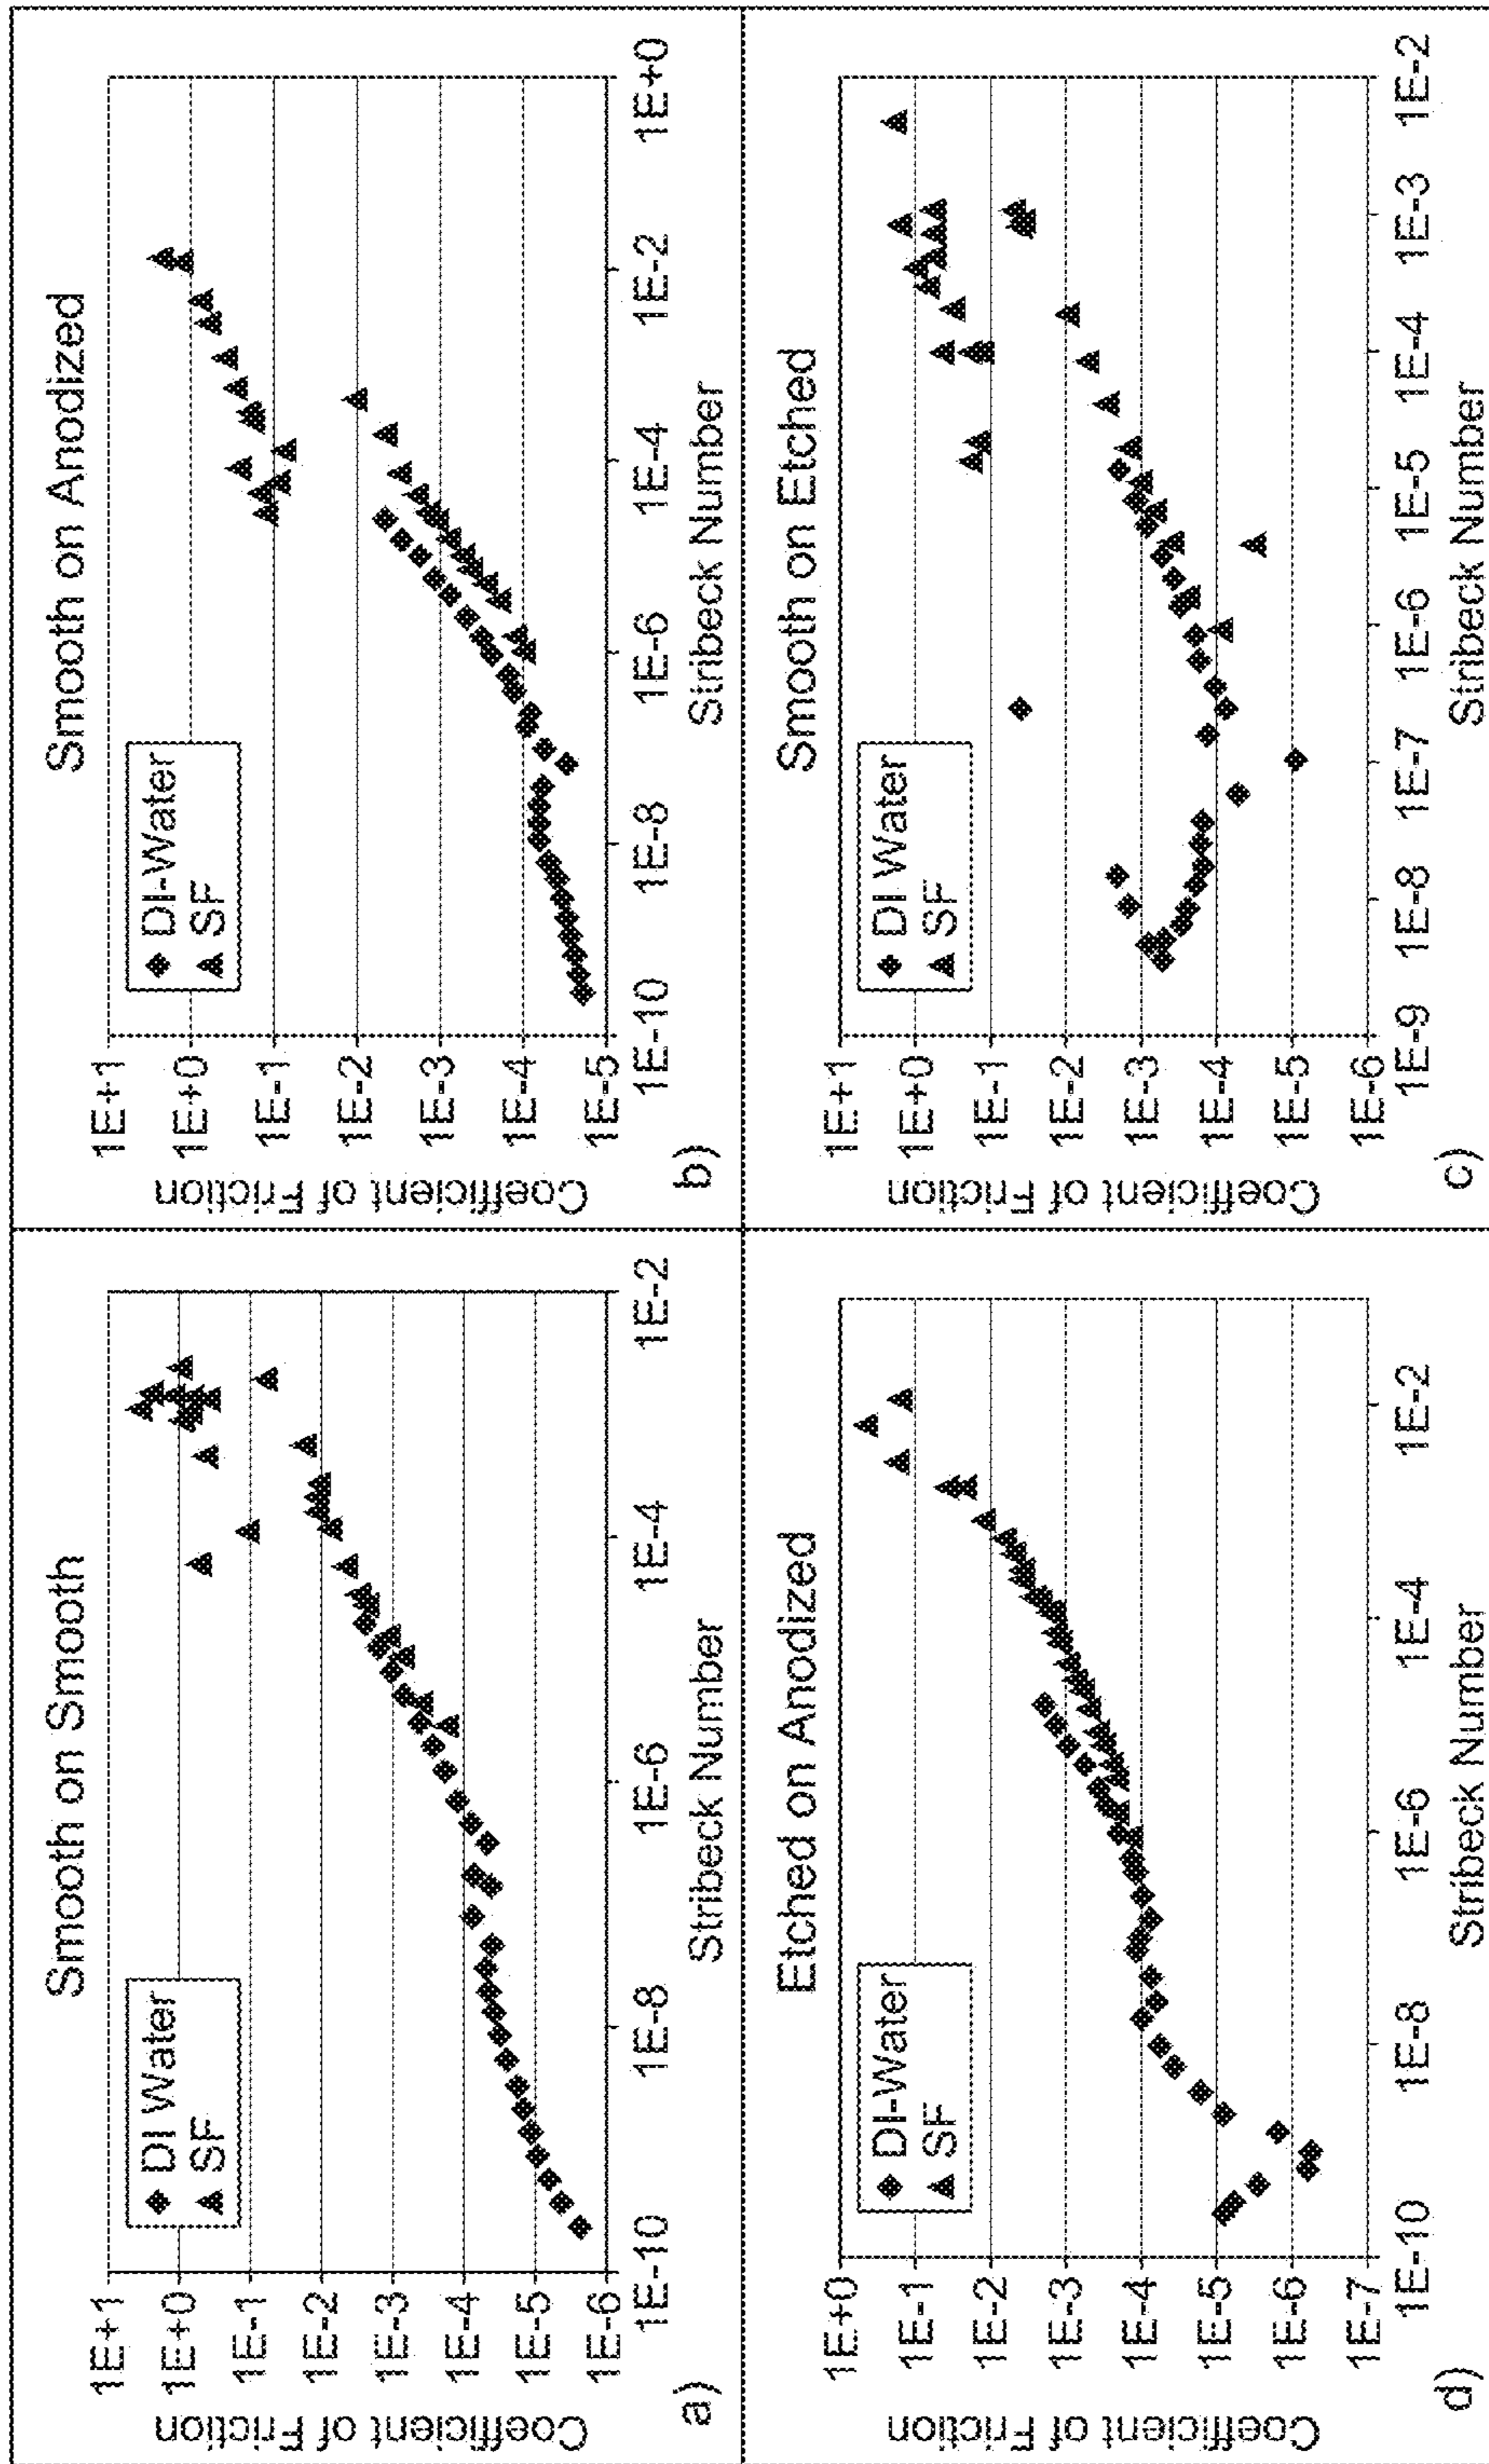 Smooth on Smooth
DI Water
SF
1E+1
1E+0
1E-1
1E-2
1E-3
1E-4
1E-5
1E-6
Coefficient of Friction
1E-10
1E-8
1E-6
1E-4
1E-2
Stribeck Number
a)
Smooth on Anodized
DI-Water
SF
1E+1
1E+0
1E-1
1E-2
1E-3
1E-4
1E-5
Coefficient of Friction
1E-10
1E-8
1E-6
1E-4
1E-2
1E+0
Stribeck Number
b)
Etched on Anodized
DI-Water
SF
1E+0
1E-1
1E-2
1E-3
1E-4
1E-5
1E-6
1E-7
Coefficient of Friction
1E-10
1E-8
1E-6
1E-4
1E-2
Stribeck Number
d)
Smooth on Etched
DI Water
SF
1E+1
1E+0
1E-1
1E-2
1E-3
1E-4
1E-5
1E-6
Coefficient of Friction
1E-9
1E-8
1E-7
1E-6
1E-5
1E-4
1E-3
1E-2
Stribeck Number
c)